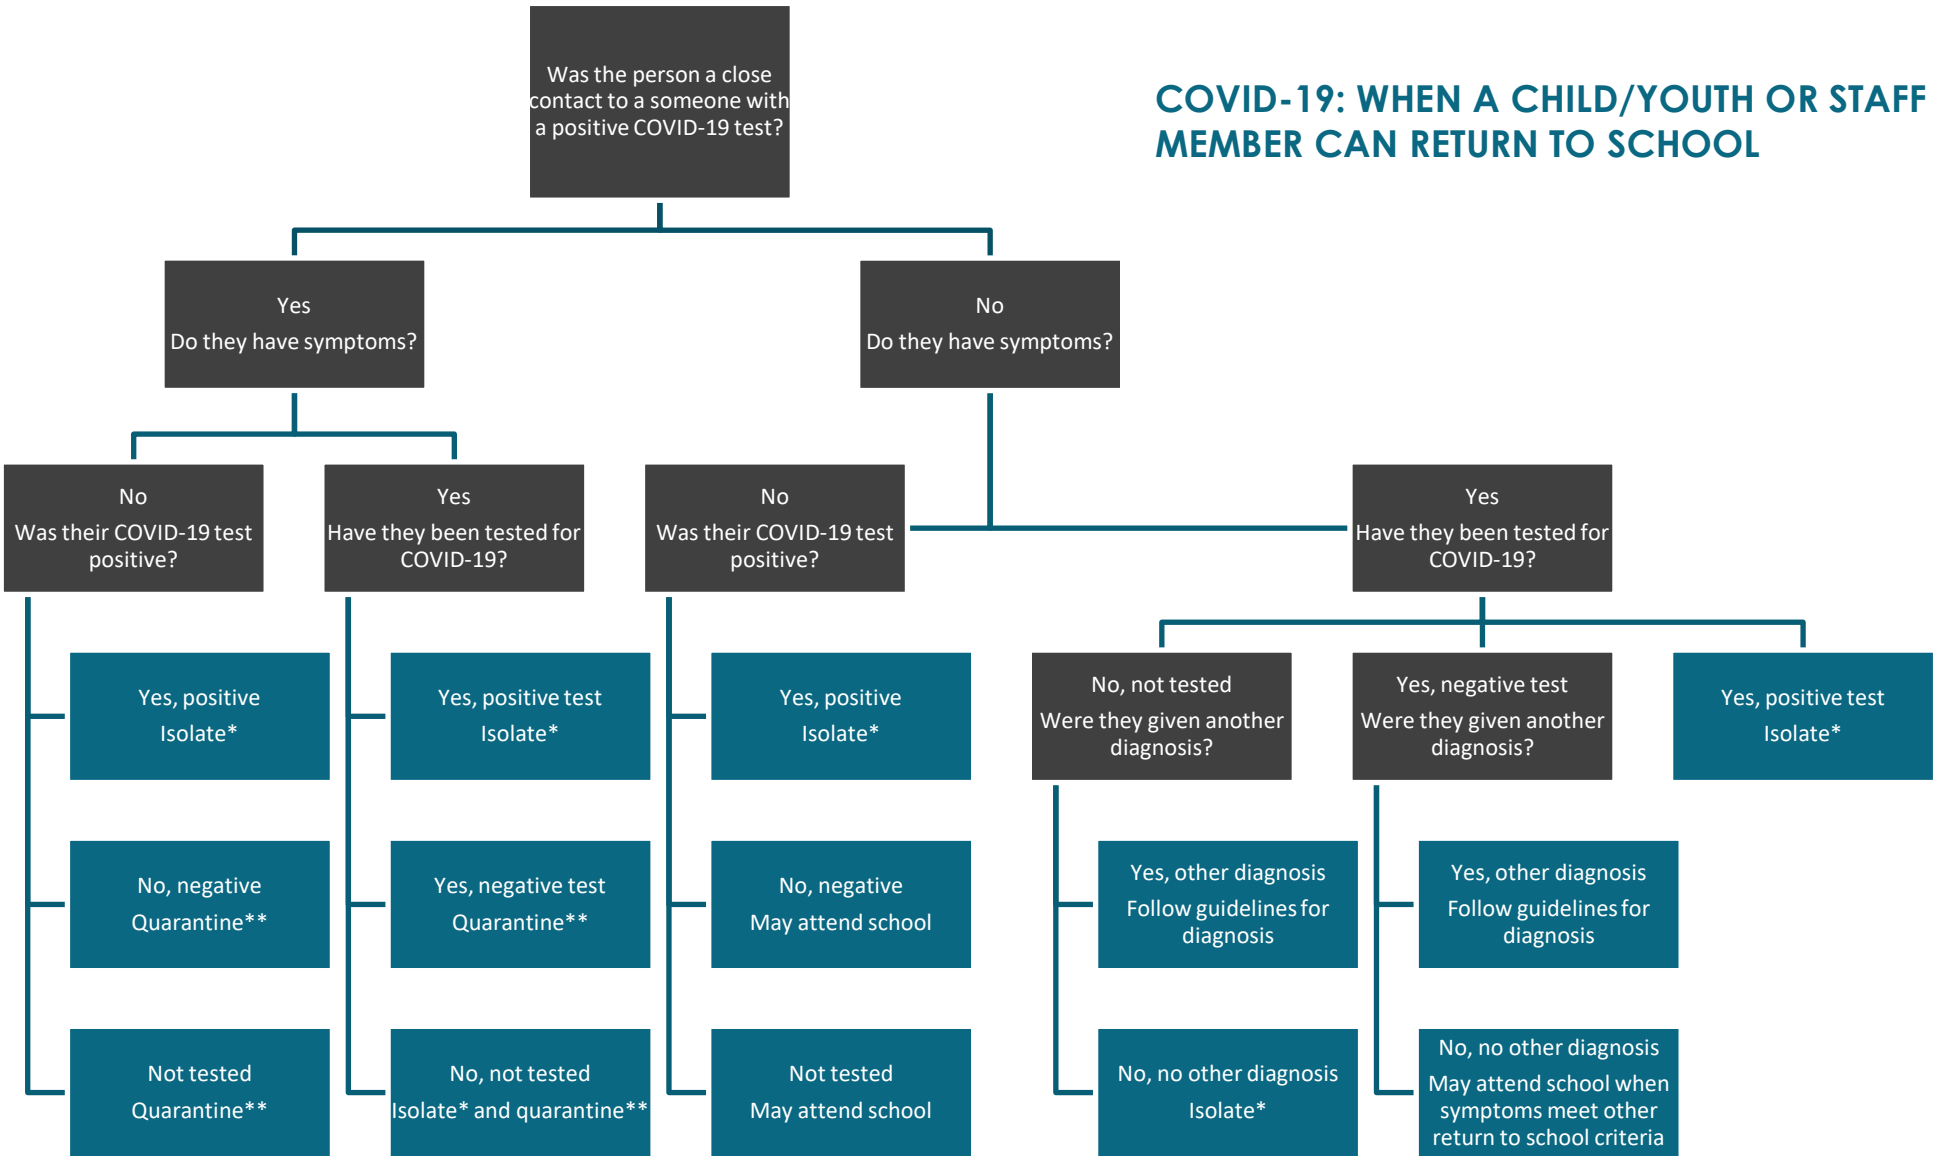 Was the person a close
contact to a someone with
a positive COVID-19 test?
COVID-19: WHEN A CHILD/YOUTH OR STAFF
MEMBER CAN RETURN TO SCHOOL
Yes
Do they have symptoms?
No
Do they have symptoms?
No
Was their COVID-19 test
positive?
Yes
Have they been tested for
COVID-19?
No
Was their COVID-19 test
positive?
Yes
Have they been tested for
COVID-19?
Yes, positive
Isolate*
Yes, positive test
Isolate*
Yes, positive
Isolate*
No, not tested
Were they given another
diagnosis?
Yes, negative test
Were they given another
diagnosis?
Yes, positive test
Isolate*
No, negative
Quarantine**
Yes, negative test
Quarantine**
No, negative
May attend school
Yes, other diagnosis
Follow guidelines for
diagnosis
Yes, other diagnosis
Follow guidelines for
diagnosis
Not tested
Quarantine**
No, not tested
Isolate* and quarantine**
Not tested
May attend school
No, no other diagnosis
Isolate*
No, no other diagnosis
May attend school when
symptoms meet other
return to school criteria